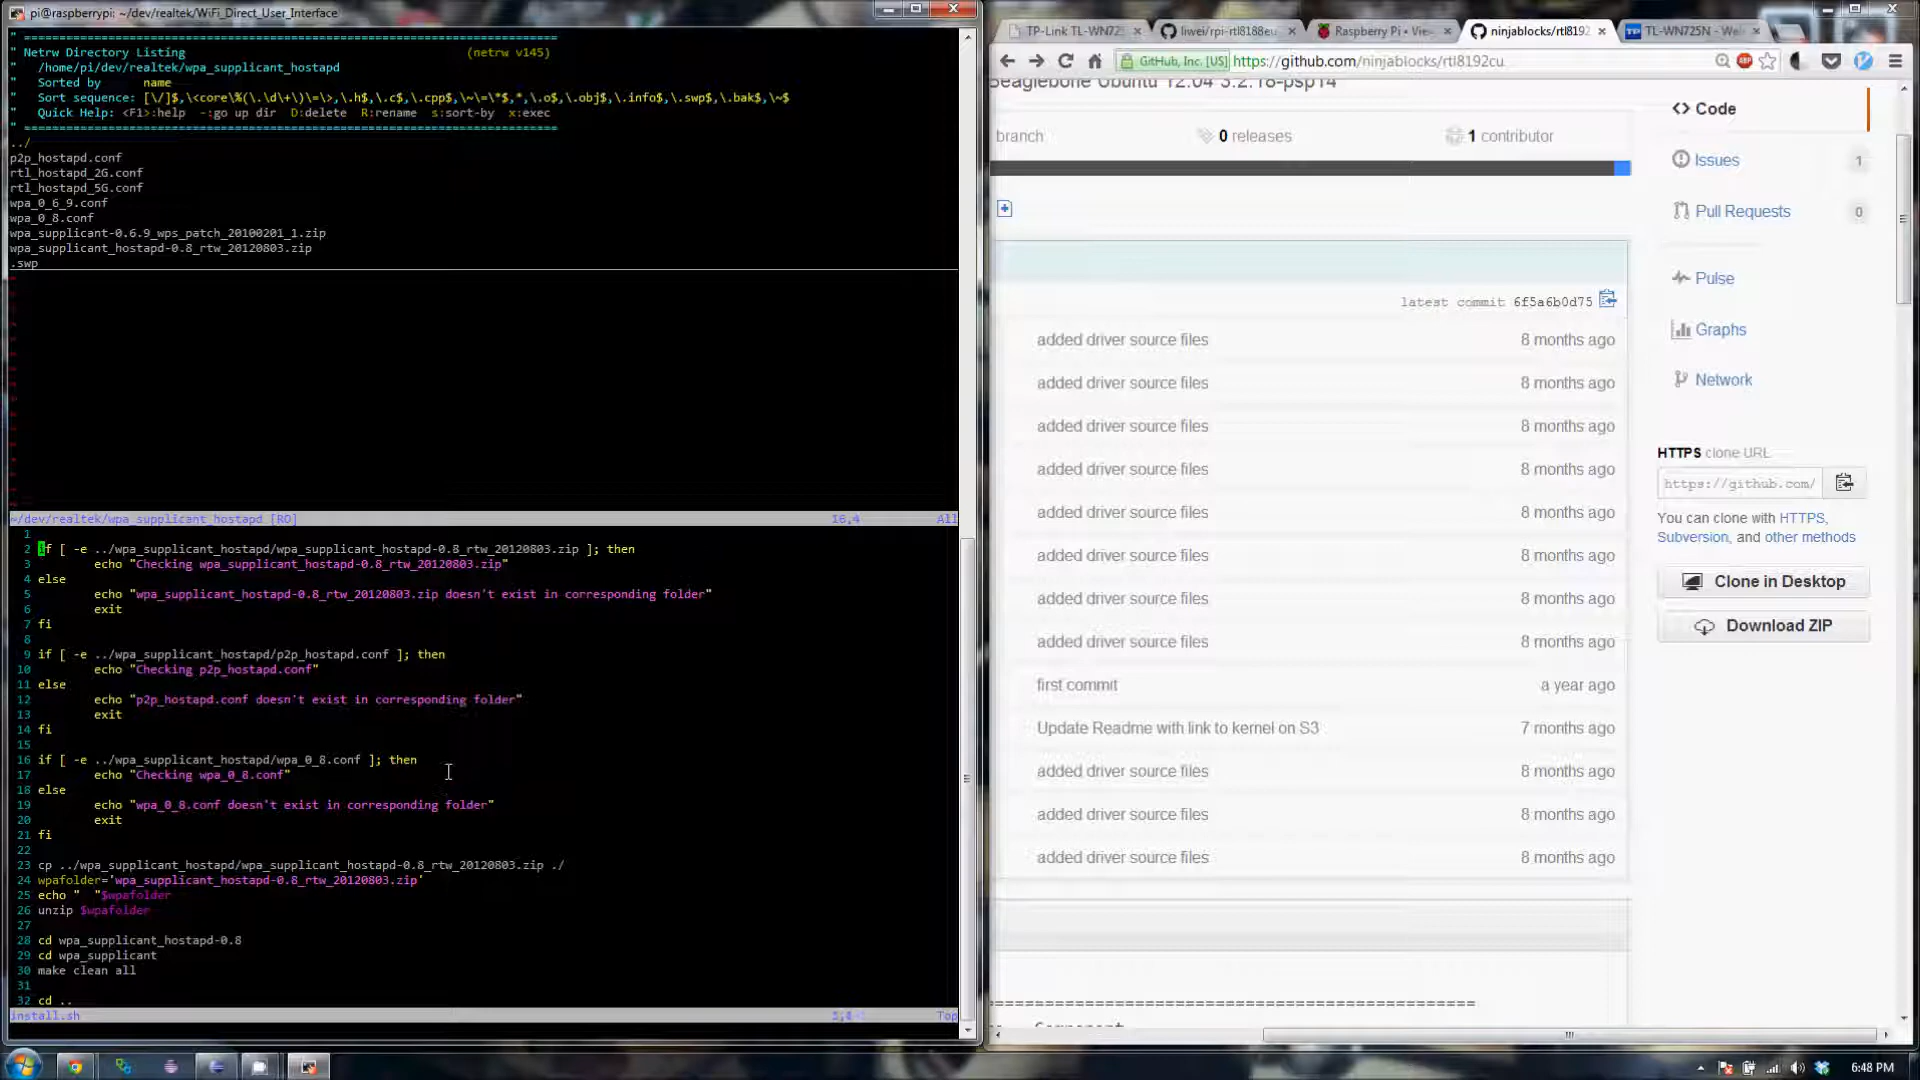 pi@raspberrypi: ~/dev/realtek/WiFi_Direct_User_Interface
" ============================================================================
" Netrw Directory Listing                                        (netrw v145)
"   /home/pi/dev/realtek/wpa_supplicant_hostapd
"   Sorted by      name
"   Sort sequence: [\/]$,\<core\%(\.\d\+\)\=\>,\.h$,\.c$,\.cpp$,\~\=\*$,*,\.o$,\.obj$,\.info$,\.swp$,\.bak$,\~$
"   Quick Help: <F1>:help  -:go up dir  D:delete  R:rename  s:sort-by  x:exec
" ============================================================================
../
p2p_hostapd.conf
rtl_hostapd_2G.conf
rtl_hostapd_5G.conf
wpa_0_6_9.conf
wpa_0_8.conf
wpa_supplicant-0.6.9_wps_patch_20100201_1.zip
wpa_supplicant_hostapd-0.8_rtw_20120803.zip
.swp
~/dev/realtek/wpa_supplicant_hostapd [RO] 16,4 All
1
2 if [ -e ../wpa_supplicant_hostapd/wpa_supplicant_hostapd-0.8_rtw_20120803.zip ]; then
3 echo "Checking wpa_supplicant_hostapd-0.8_rtw_20120803.zip"
4 else
5 echo "wpa_supplicant_hostapd-0.8_rtw_20120803.zip doesn't exist in corresponding folder"
6 exit
7 fi
8
9 if [ -e ../wpa_supplicant_hostapd/p2p_hostapd.conf ]; then
10 echo "Checking p2p_hostapd.conf"
11 else
12 echo "p2p_hostapd.conf doesn't exist in corresponding folder"
13 exit
14 fi
15
16 if [ -e ../wpa_supplicant_hostapd/wpa_0_8.conf ]; then
17 echo "Checking wpa_0_8.conf"
18 else
19 echo "wpa_0_8.conf doesn't exist in corresponding folder"
20 exit
21 fi
22
23 cp ../wpa_supplicant_hostapd/wpa_supplicant_hostapd-0.8_rtw_20120803.zip ./
24 wpafolder='wpa_supplicant_hostapd-0.8_rtw_20120803.zip'
25 echo "  "$wpafolder
26 unzip $wpafolder
27
28 cd wpa_supplicant_hostapd-0.8
29 cd wpa_supplicant
30 make clean all
31
32 cd ..
install.sh Top
TP-Link TL-WN72
liwei/rpi-rtl8188eu
Raspberry Pi • Vie
ninjablocks/rtl8192
TL-WN725N - Wel
GitHub, Inc. [US] https://github.com/ninjablocks/rtl8192cu
Beaglebone Ubuntu 12.04 3.2.18-psp14
branch 0 releases 1 contributor
latest commit 6f5a6b0d75
added driver source files 8 months ago
added driver source files 8 months ago
added driver source files 8 months ago
added driver source files 8 months ago
added driver source files 8 months ago
added driver source files 8 months ago
added driver source files 8 months ago
added driver source files 8 months ago
first commit a year ago
Update Readme with link to kernel on S3 7 months ago
added driver source files 8 months ago
added driver source files 8 months ago
added driver source files 8 months ago
==============================================
Component
<> Code
Issues 1
Pull Requests 0
Pulse
Graphs
Network
HTTPS clone URL
https://github.com/
You can clone with HTTPS,
Subversion, and other methods
Clone in Desktop
Download ZIP
6:48 PM